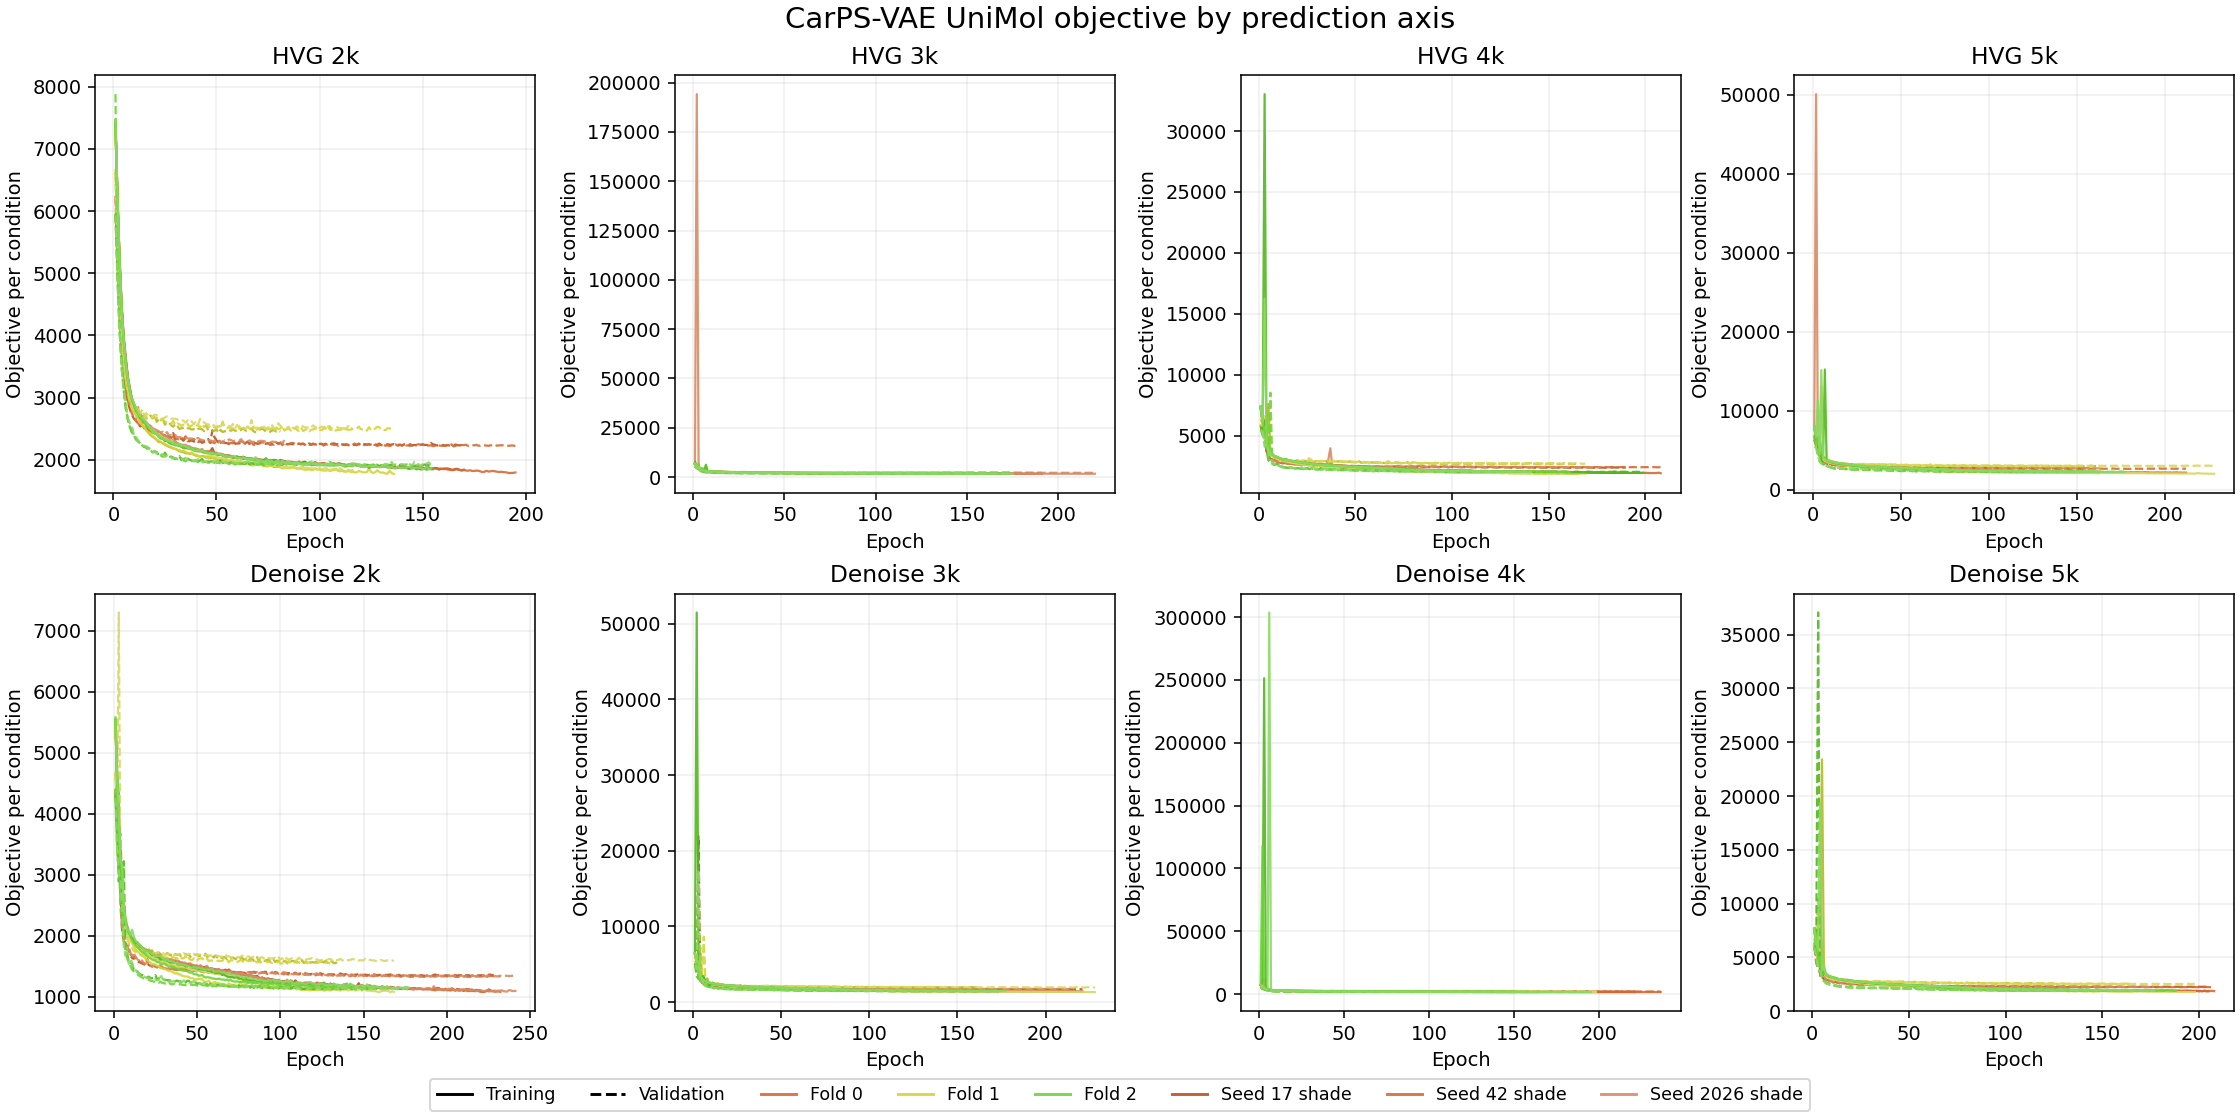 CarPS-VAE UniMol objective by prediction axis
HVG 2k
Objective per condition
8000
7000
6000
5000
4000
3000
2000
0 50 100 150 200
Epoch
HVG 3k
Objective per condition
200000
175000
150000
125000
100000
75000
50000
25000
0
0 50 100 150 200
Epoch
HVG 4k
Objective per condition
30000
25000
20000
15000
10000
5000
0 50 100 150 200
Epoch
HVG 5k
Objective per condition
50000
40000
30000
20000
10000
0
0 50 100 150 200
Epoch
Denoise 2k
Objective per condition
7000
6000
5000
4000
3000
2000
1000
0 50 100 150 200 250
Epoch
Denoise 3k
Objective per condition
50000
40000
30000
20000
10000
0
0 50 100 150 200
Epoch
Denoise 4k
Objective per condition
300000
250000
200000
150000
100000
50000
0
0 50 100 150 200
Epoch
Denoise 5k
Objective per condition
35000
30000
25000
20000
15000
10000
5000
0
0 50 100 150 200
Epoch
Training Validation Fold 0 Fold 1 Fold 2 Seed 17 shade Seed 42 shade Seed 2026 shade